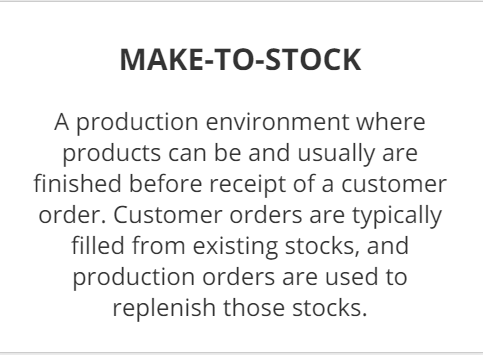 MAKE-TO-STOCK
A production environment where
products can be and usually are
finished before receipt of a customer
order. Customer orders are typically
filled from existing stocks, and
production orders are used to
replenish those stocks.